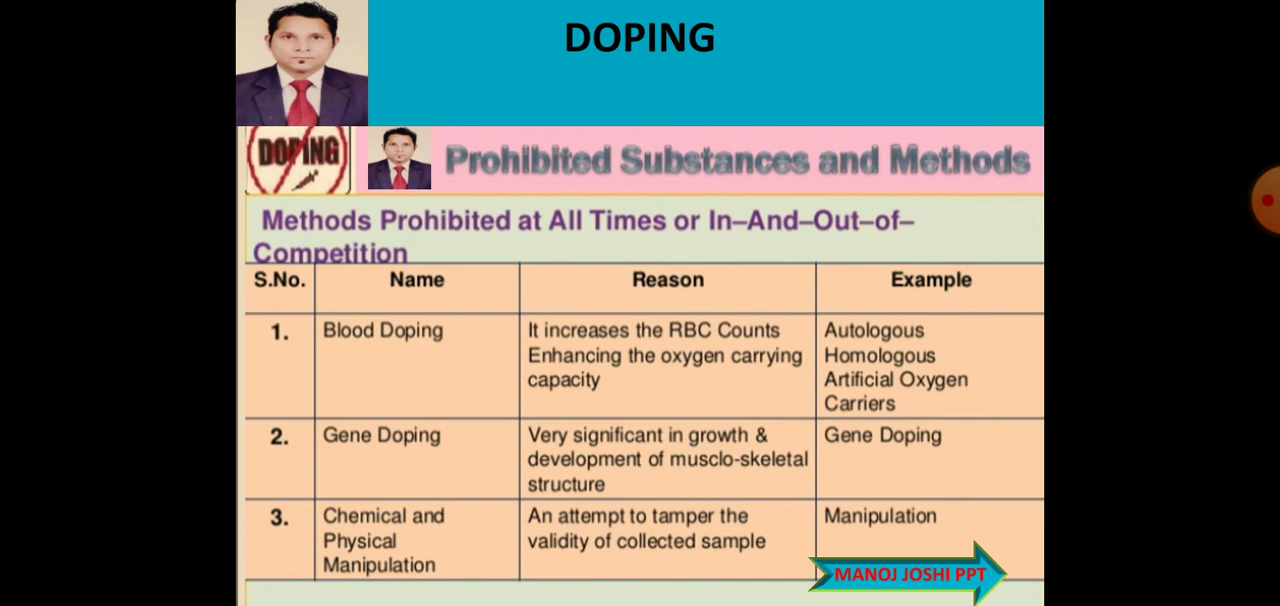 DOPING
DOPING
Prohibited Substances and Methods
Methods Prohibited at All Times or In–And–Out–of–
Competition
S.No. Name Reason Example
1. Blood Doping It increases the RBC Counts Autologous
Enhancing the oxygen carrying Homologous
capacity Artificial Oxygen
Carriers
2. Gene Doping Very significant in growth & Gene Doping
development of musclo-skeletal
structure
3. Chemical and An attempt to tamper the Manipulation
Physical validity of collected sample
Manipulation
MANOJ JOSHI PPT